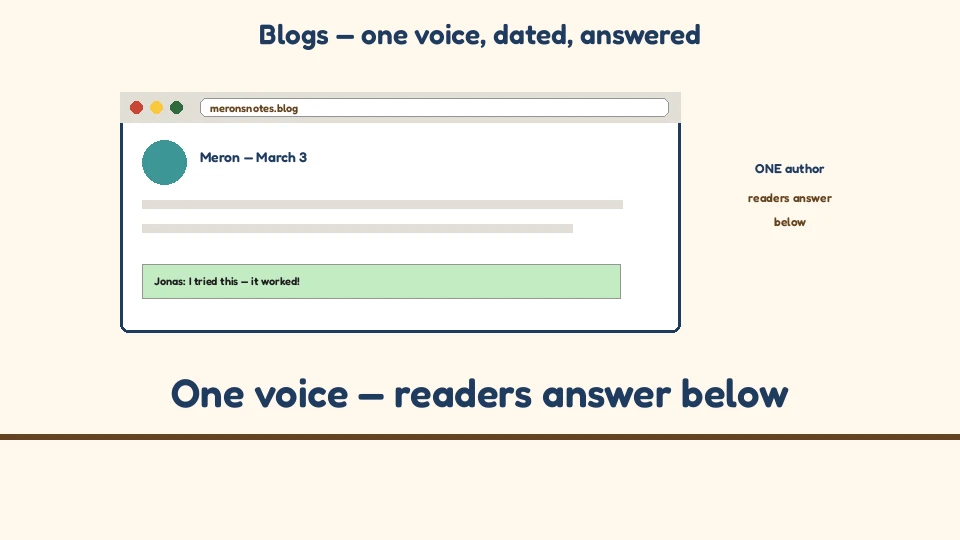 Blogs — one voice, dated, answered
meronsnotes.blog
Meron — March 3
ONE author
readers answer
below
Jonas: I tried this — it worked!
One voice — readers answer below